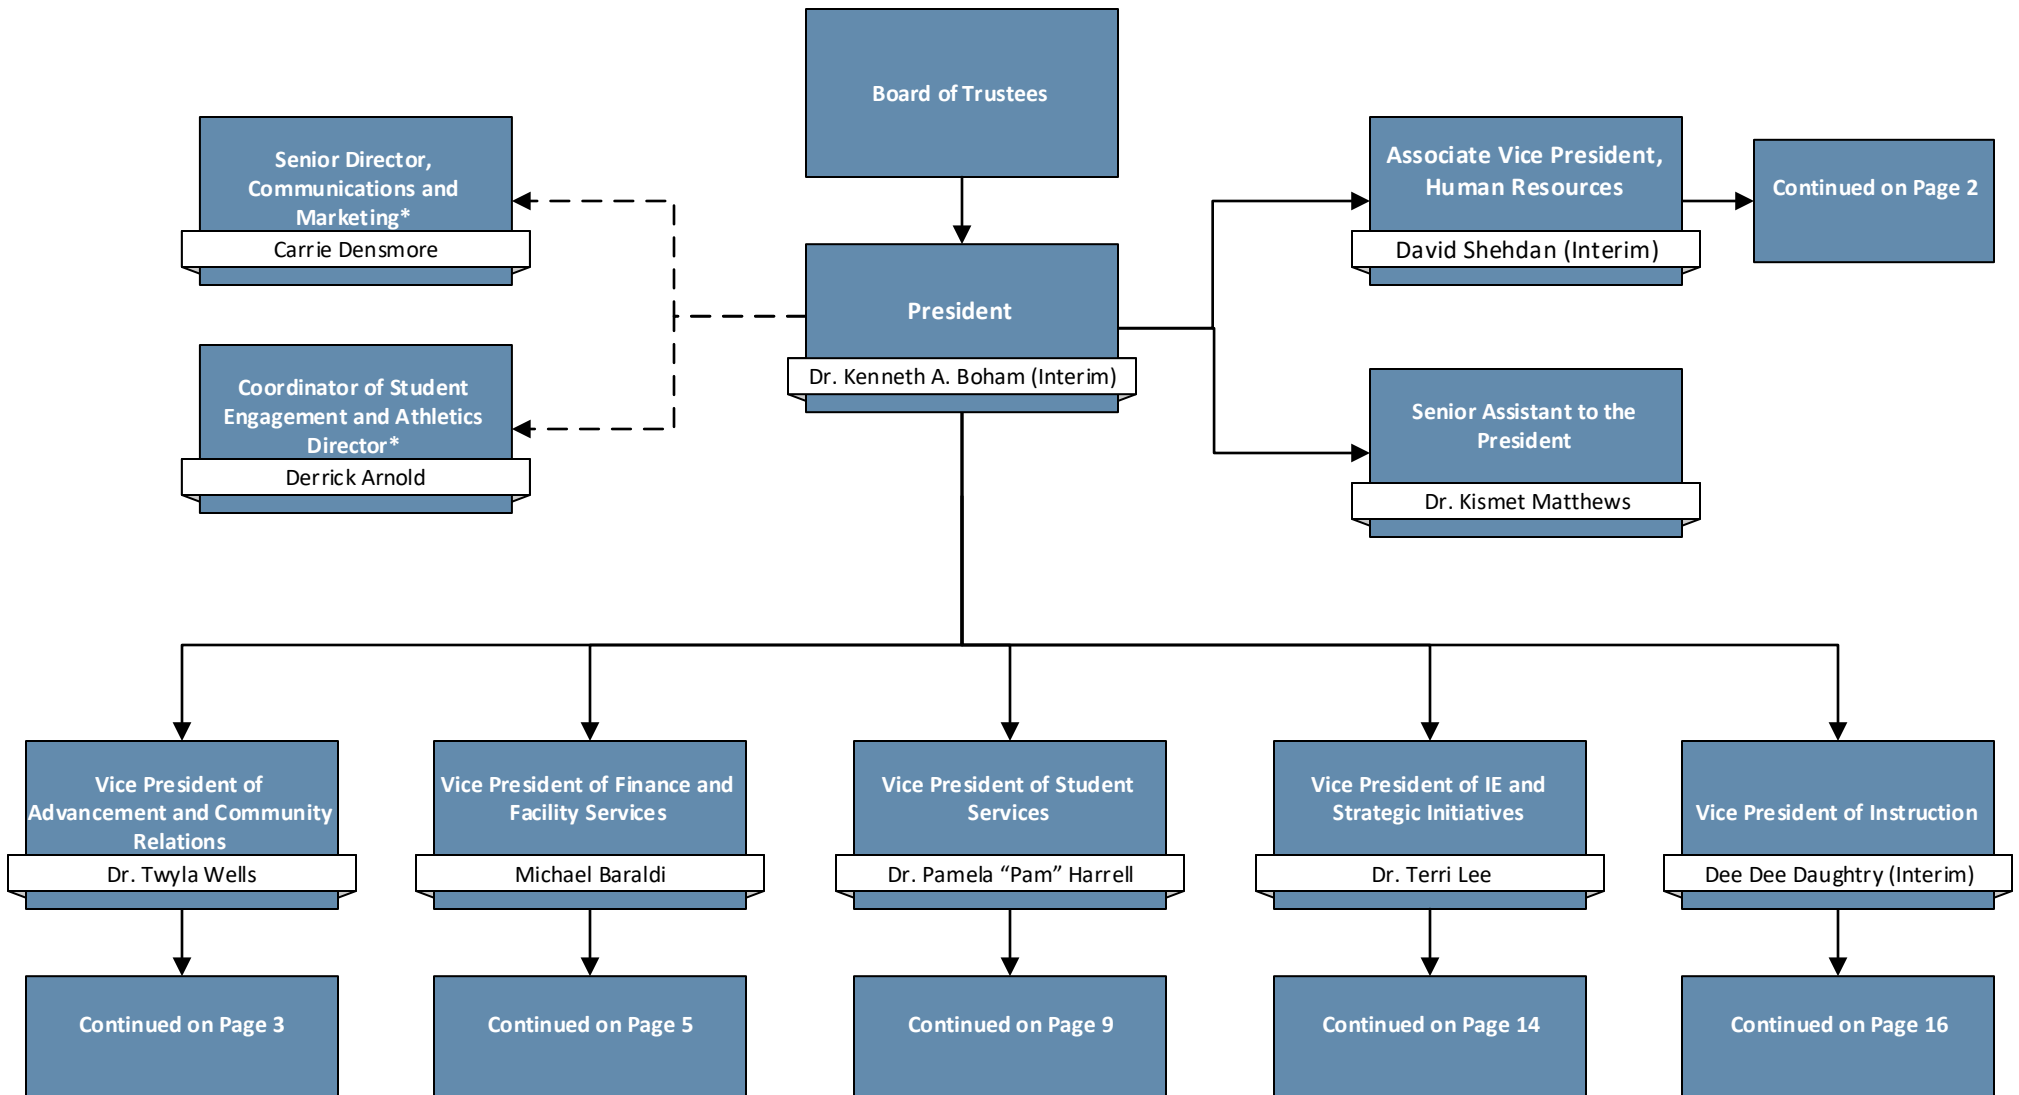 Board of Trustees
Senior Director,
Communications and
Marketing*
Carrie Densmore
Associate Vice President,
Human Resources
David Shehdan (Interim)
Continued on Page 2
President
Dr. Kenneth A. Boham (Interim)
Coordinator of Student
Engagement and Athletics
Director*
Derrick Arnold
Senior Assistant to the
President
Dr. Kismet Matthews
Vice President of
Advancement and Community
Relations
Dr. Twyla Wells
Vice President of Finance and
Facility Services
Michael Baraldi
Vice President of Student
Services
Dr. Pamela “Pam” Harrell
Vice President of IE and
Strategic Initiatives
Dr. Terri Lee
Vice President of Instruction
Dee Dee Daughtry (Interim)
Continued on Page 3
Continued on Page 5
Continued on Page 9
Continued on Page 14
Continued on Page 16